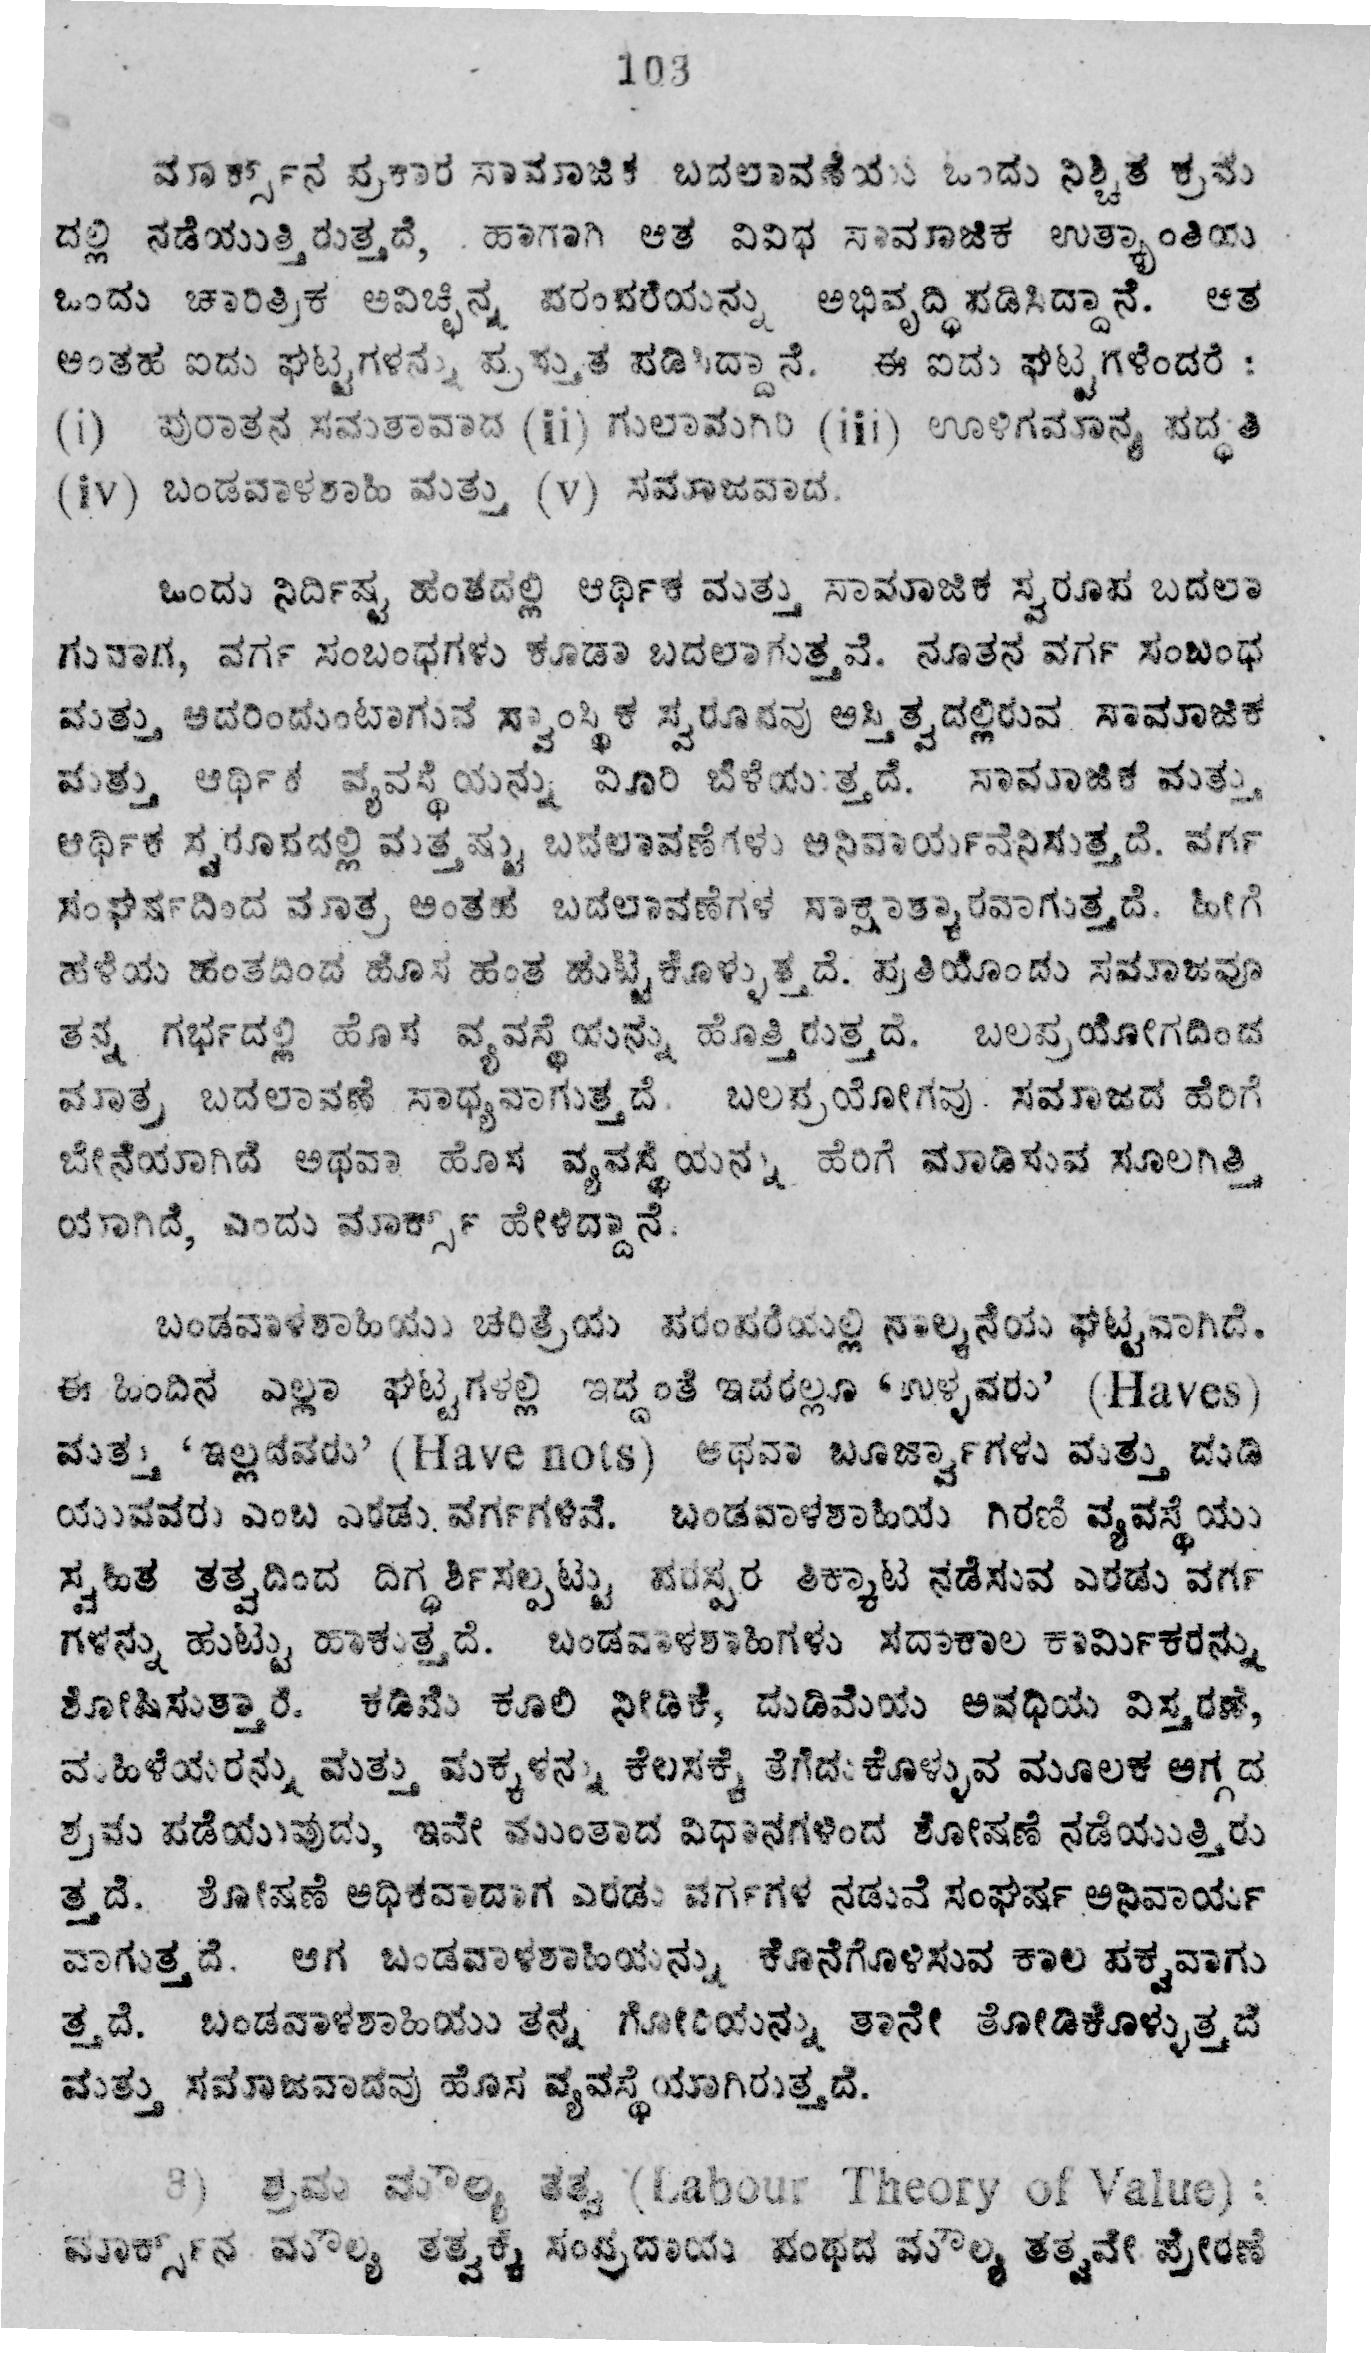 103
ಮಾರ್ಕ್ಸ್‌ನ ಪ್ರಕಾರ ಸಾಮಾಜಿಕ ಬದಲಾವಣೆಯು ಒಂದು ನಿಶ್ಚಿತ ಕ್ರಮ
ದಲ್ಲಿ ನಡೆಯುತ್ತಿರುತ್ತದೆ, ಹಾಗಾಗಿ ಆತ ವಿವಿಧ ಸಾಮಾಜಿಕ ಉತ್ಕ್ರಾಂತಿಯ
ಒಂದು ಚಾರಿತ್ರಿಕ ಅವಿಚ್ಛಿನ್ನ ಪರಂಪರೆಯನ್ನು ಅಭಿವೃದ್ಧಿಪಡಿಸಿದ್ದಾನೆ. ಆತ
ಅಂತಹ ಐದು ಘಟ್ಟಗಳನ್ನು ಪ್ರಸ್ತುತ ಪಡಿಸಿದ್ದಾನೆ. ಈ ಐದು ಘಟ್ಟಗಳೆಂದರೆ :
(i) ಪುರಾತನ ಸಮತಾವಾದ (ii) ಗುಲಾಮಗಿರಿ (iii) ಊಳಿಗಮಾನ್ಯ ಪದ್ಧತಿ
(iv) ಬಂಡವಾಳಶಾಹಿ ಮತ್ತು (v) ಸಮಾಜವಾದ.
ಒಂದು ನಿರ್ದಿಷ್ಟ ಹಂತದಲ್ಲಿ ಆರ್ಥಿಕ ಮತ್ತು ಸಾಮಾಜಿಕ ಸ್ವರೂಪ ಬದಲಾ
ಗುವಾಗ, ವರ್ಗ ಸಂಬಂಧಗಳು ಕೂಡಾ ಬದಲಾಗುತ್ತವೆ. ನೂತನ ವರ್ಗ ಸಂಬಂಧ
ಮತ್ತು ಅದರಿಂದುಂಟಾಗುವ ಸ್ವಾಂಸ್ಥಿಕ ಸ್ವರೂಪವು ಅಸ್ತಿತ್ವದಲ್ಲಿರುವ ಸಾಮಾಜಿಕ
ಮತ್ತು ಆರ್ಥಿಕ ವ್ಯವಸ್ಥೆಯನ್ನು ಮೀರಿ ಬೆಳೆಯುತ್ತದೆ. ಸಾಮಾಜಿಕ ಮತ್ತು
ಆರ್ಥಿಕ ಸ್ವರೂಪದಲ್ಲಿ ಮತ್ತಷ್ಟು ಬದಲಾವಣೆಗಳು ಅನಿವಾರ್ಯವೆನಿಸುತ್ತದೆ. ವರ್ಗ
ಸಂಘರ್ಷದಿಂದ ಮಾತ್ರ ಅಂತಹ ಬದಲಾವಣೆಗಳ ಸಾಕ್ಷಾತ್ಕಾರವಾಗುತ್ತದೆ. ಹೀಗೆ
ಹಳೆಯ ಹಂತದಿಂದ ಹೊಸ ಹಂತ ಹುಟ್ಟಿಕೊಳ್ಳುತ್ತದೆ. ಪ್ರತಿಯೊಂದು ಸಮಾಜವೂ
ತನ್ನ ಗರ್ಭದಲ್ಲಿ ಹೊಸ ವ್ಯವಸ್ಥೆಯನ್ನು ಹೊತ್ತಿರುತ್ತದೆ. ಬಲಪ್ರಯೋಗದಿಂದ
ಮಾತ್ರ ಬದಲಾವಣೆ ಸಾಧ್ಯವಾಗುತ್ತದೆ. ಬಲಪ್ರಯೋಗವು ಸಮಾಜದ ಹೆರಿಗೆ
ಬೇನೆಯಾಗಿದೆ ಅಥವಾ ಹೊಸ ವ್ಯವಸ್ಥೆಯನ್ನು ಹೆರಿಗೆ ಮಾಡಿಸುವ ಸೂಲಗಿತ್ತಿ
ಯಾಗಿದೆ, ಎಂದು ಮಾರ್ಕ್ಸ್ ಹೇಳಿದ್ದಾನೆ.
ಬಂಡವಾಳಶಾಹಿಯು ಚರಿತ್ರೆಯ ಪರಂಪರೆಯಲ್ಲಿ ನಾಲ್ಕನೆಯ ಘಟ್ಟವಾಗಿದೆ.
ಈ ಹಿಂದಿನ ಎಲ್ಲಾ ಘಟ್ಟಗಳಲ್ಲಿ ಇದ್ದಂತೆ ಇದರಲ್ಲೂ ‘ಉಳ್ಳವರು’ (Haves)
ಮತ್ತು ‘ಇಲ್ಲದವರು’ (Have nots) ಅಥವಾ ಬೂರ್ಜ್ವಾಗಳು ಮತ್ತು ದುಡಿ
ಯುವವರು ಎಂಬ ಎರಡು ವರ್ಗಗಳಿವೆ. ಬಂಡವಾಳಶಾಹಿಯ ಗಿರಣಿ ವ್ಯವಸ್ಥೆಯು
ಸ್ವಹಿತ ತತ್ವದಿಂದ ದಿಗ್ಧರ್ಶಿಸಲ್ಪಟ್ಟು ಪರಸ್ಪರ ತಿಕ್ಕಾಟ ನಡೆಸುವ ಎರಡು ವರ್ಗ
ಗಳನ್ನು ಹುಟ್ಟು ಹಾಕುತ್ತದೆ. ಬಂಡವಾಳಶಾಹಿಗಳು ಸದಾಕಾಲ ಕಾರ್ಮಿಕರನ್ನು
ಶೋಷಿಸುತ್ತಾರೆ. ಕಡಿಮೆ ಕೂಲಿ ನೀಡಿಕೆ, ದುಡಿಮೆಯ ಅವಧಿಯ ವಿಸ್ತರಣೆ,
ಮಹಿಳೆಯರನ್ನು ಮತ್ತು ಮಕ್ಕಳನ್ನು ಕೆಲಸಕ್ಕೆ ತೆಗೆದುಕೊಳ್ಳುವ ಮೂಲಕ ಅಗ್ಗದ
ಶ್ರಮ ಪಡೆಯುವುದು, ಇವೇ ಮುಂತಾದ ವಿಧಾನಗಳಿಂದ ಶೋಷಣೆ ನಡೆಯುತ್ತಿರು
ತ್ತದೆ. ಶೋಷಣೆ ಅಧಿಕವಾದಾಗ ಎರಡು ವರ್ಗಗಳ ನಡುವೆ ಸಂಘರ್ಷ ಅನಿವಾರ್ಯ
ವಾಗುತ್ತದೆ. ಆಗ ಬಂಡವಾಳಶಾಹಿಯನ್ನು ಕೊನೆಗೊಳಿಸುವ ಕಾಲ ಪಕ್ವವಾಗು
ತ್ತದೆ. ಬಂಡವಾಳಶಾಹಿಯು ತನ್ನ ಗೋರಿಯನ್ನು ತಾನೇ ತೋಡಿಕೊಳ್ಳುತ್ತದೆ
ಮತ್ತು ಸಮಾಜವಾದವು ಹೊಸ ವ್ಯವಸ್ಥೆಯಾಗಿರುತ್ತದೆ.
3) ಶ್ರಮ ಮೌಲ್ಯ ತತ್ವ (Labour Theory of Value) :
ಮಾರ್ಕ್ಸ್‌ನ ಮೌಲ್ಯ ತತ್ವಕ್ಕೆ ಸಂಪ್ರದಾಯ ಪಂಥದ ಮೌಲ್ಯ ತತ್ವವೇ ಪ್ರೇರಣೆ